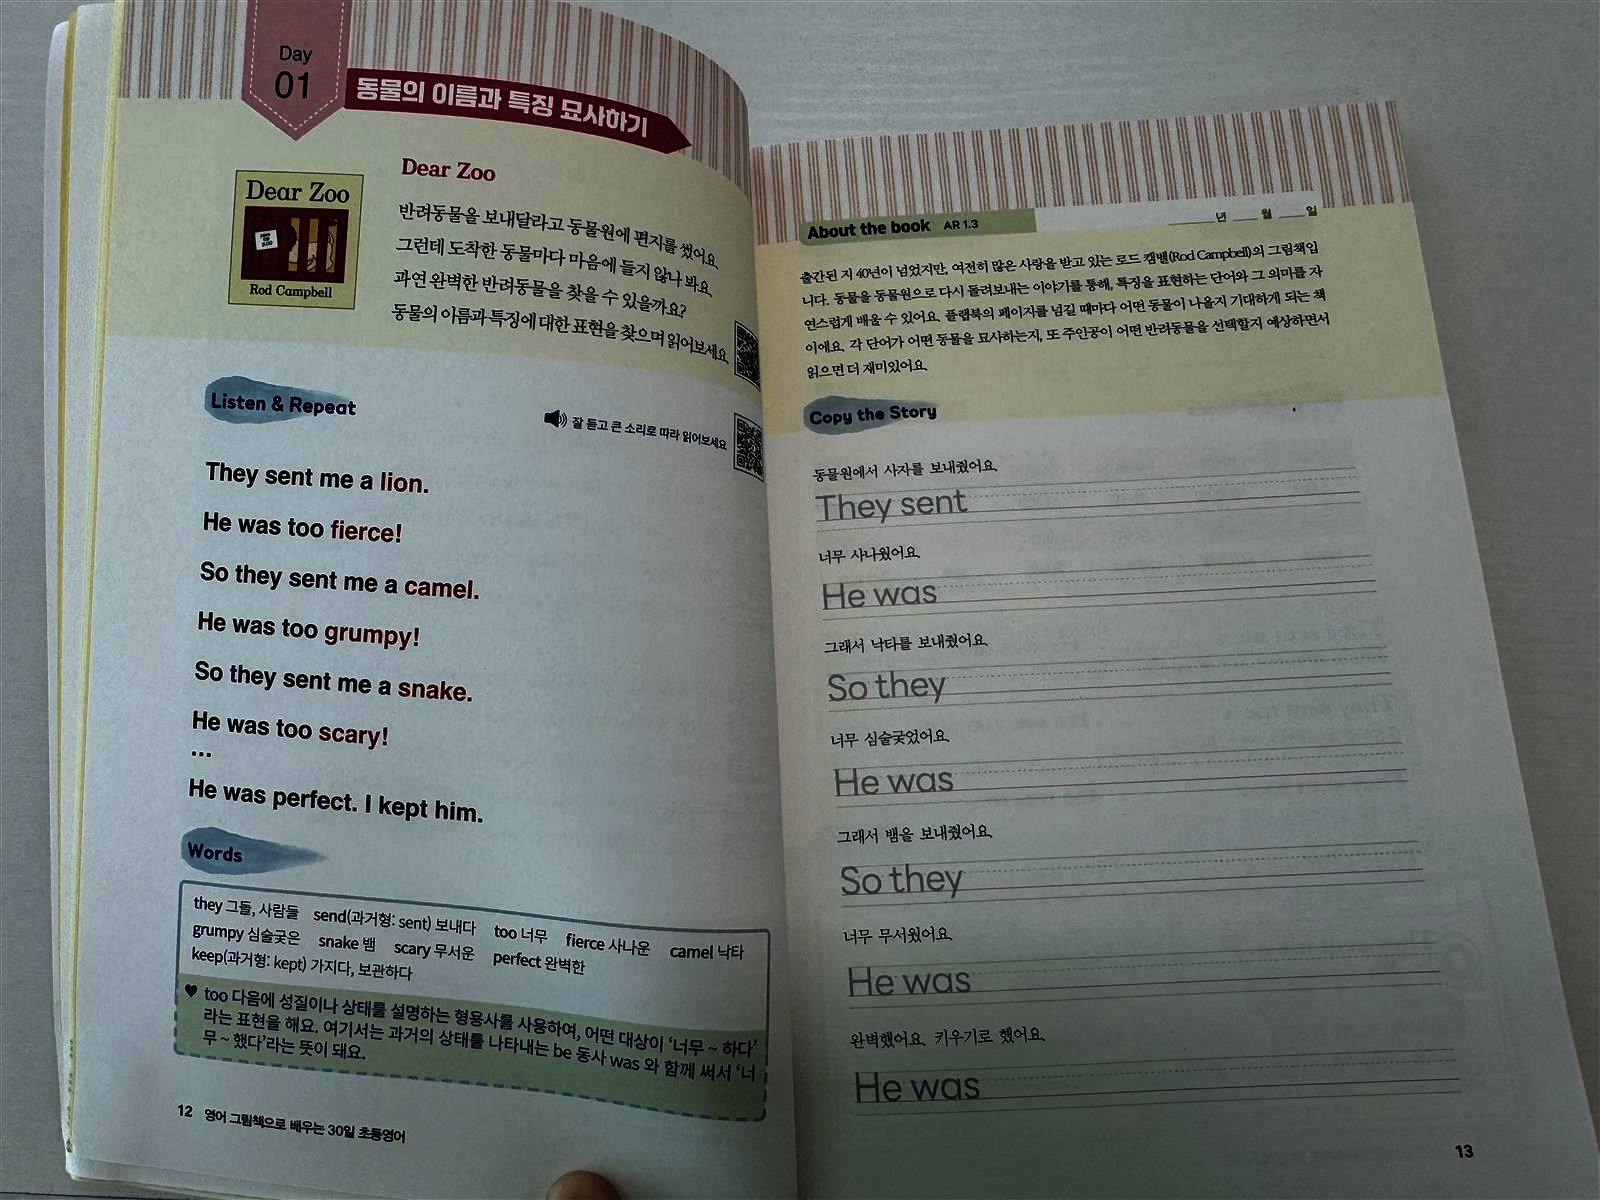 Day
01
동물의 이름과 특징 묘사하기
Dear Zoo
Rod Campbell
Dear Zoo
반려동물을 보내달라고 동물원에 편지를 썼어요.
그런데 도착한 동물마다 마음에 들지 않나 봐요.
과연 완벽한 반려동물을 찾을 수 있을까요?
동물의 이름과 특징에 대한 표현을 찾으며 읽어보세요.
Listen & Repeat
잘 듣고 큰 소리로 따라 읽어보세요
They sent me a lion.
He was too fierce!
So they sent me a camel.
He was too grumpy!
So they sent me a snake.
He was too scary!
...
He was perfect. I kept him.
Words
they 그들, 사람들 send(과거형: sent) 보내다 too 너무 fierce 사나운 camel 낙타
grumpy 심술궂은 snake 뱀 scary 무서운 perfect 완벽한
keep(과거형: kept) 가지다, 보관하다
♥ too 다음에 성질이나 상태를 설명하는 형용사를 사용하여, 어떤 대상이 ‘너무 ~ 하다’
라는 표현을 해요. 여기서는 과거의 상태를 나타내는 be 동사 was 와 함께 써서 ‘너
무 ~ 했다’라는 뜻이 돼요.
12 영어 그림책으로 배우는 30일 초등영어
About the book AR 1.3
년 월 일
출간된 지 40년이 넘었지만, 여전히 많은 사랑을 받고 있는 로드 캠벨(Rod Campbell)의 그림책입
니다. 동물을 동물원으로 다시 돌려보내는 이야기를 통해, 특징을 표현하는 단어와 그 의미를 자
연스럽게 배울 수 있어요. 플랩북의 페이지를 넘길 때마다 어떤 동물이 나올지 기대하게 되는 책
이에요. 각 단어가 어떤 동물을 묘사하는지, 또 주인공이 어떤 반려동물을 선택할지 예상하면서
읽으면 더 재미있어요.
Copy the Story
동물원에서 사자를 보내줬어요.
They sent
너무 사나웠어요.
He was
그래서 낙타를 보내줬어요.
So they
너무 심술궂었어요.
He was
그래서 뱀을 보내줬어요.
So they
너무 무서웠어요.
He was
완벽했어요. 키우기로 했어요.
He was
13